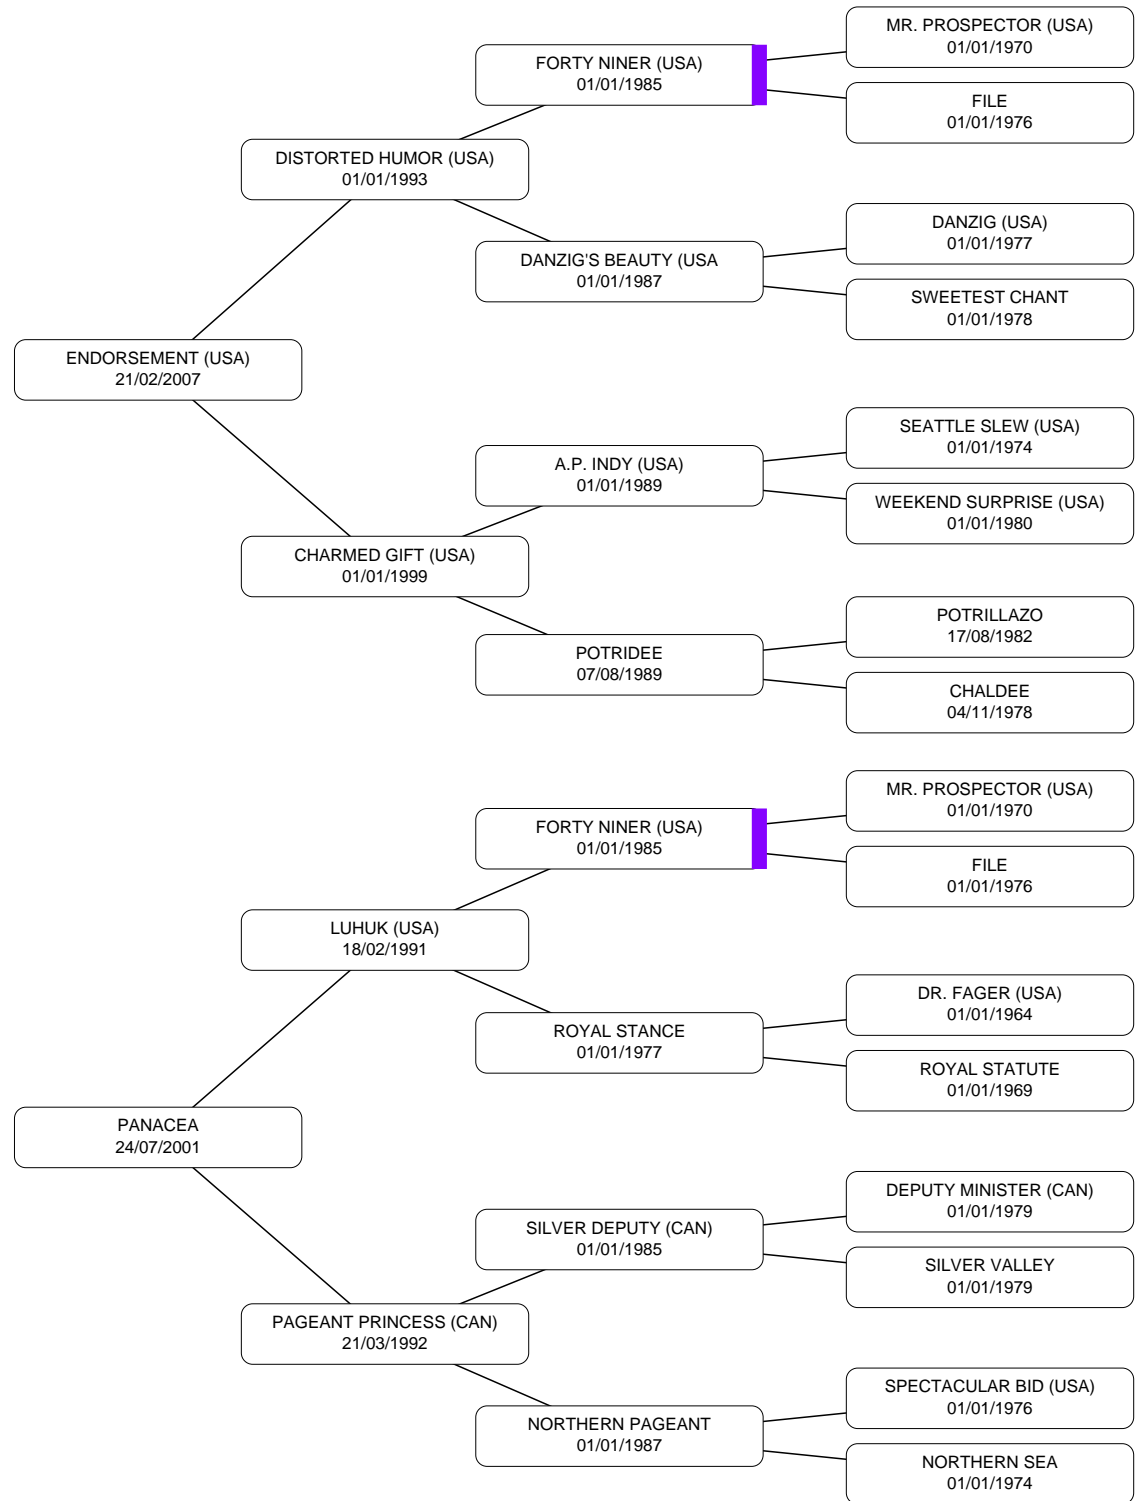 MR. PROSPECTOR (USA)
01/01/1970
FORTY NINER (USA)
01/01/1985
FILE
01/01/1976
DISTORTED HUMOR (USA)
01/01/1993
DANZIG (USA)
01/01/1977
DANZIG'S BEAUTY (USA
01/01/1987
SWEETEST CHANT
01/01/1978
ENDORSEMENT (USA)
21/02/2007
SEATTLE SLEW (USA)
01/01/1974
A.P. INDY (USA)
01/01/1989
WEEKEND SURPRISE (USA)
01/01/1980
CHARMED GIFT (USA)
01/01/1999
POTRILLAZO
17/08/1982
POTRIDEE
07/08/1989
CHALDEE
04/11/1978
MR. PROSPECTOR (USA)
01/01/1970
FORTY NINER (USA)
01/01/1985
FILE
01/01/1976
LUHUK (USA)
18/02/1991
DR. FAGER (USA)
01/01/1964
ROYAL STANCE
01/01/1977
ROYAL STATUTE
01/01/1969
PANACEA
24/07/2001
DEPUTY MINISTER (CAN)
01/01/1979
SILVER DEPUTY (CAN)
01/01/1985
SILVER VALLEY
01/01/1979
PAGEANT PRINCESS (CAN)
21/03/1992
SPECTACULAR BID (USA)
01/01/1976
NORTHERN PAGEANT
01/01/1987
NORTHERN SEA
01/01/1974